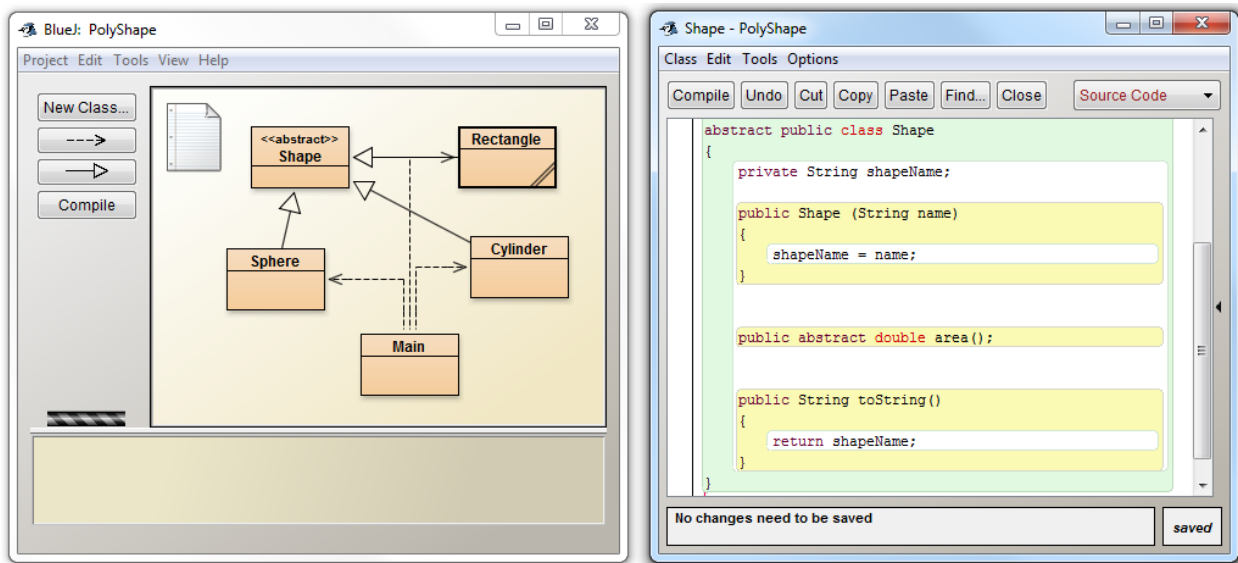 BlueJ: PolyShape
Project Edit Tools View Help
New Class...
Compile
<<abstract>>
Shape
Rectangle
Sphere
Cylinder
Main
Shape - PolyShape
Class Edit Tools Options
Compile Undo Cut Copy Paste Find... Close Source Code
abstract public class Shape
{
private String shapeName;
public Shape (String name)
{
shapeName = name;
}
public abstract double area();
public String toString()
{
return shapeName;
}
}
No changes need to be saved
saved